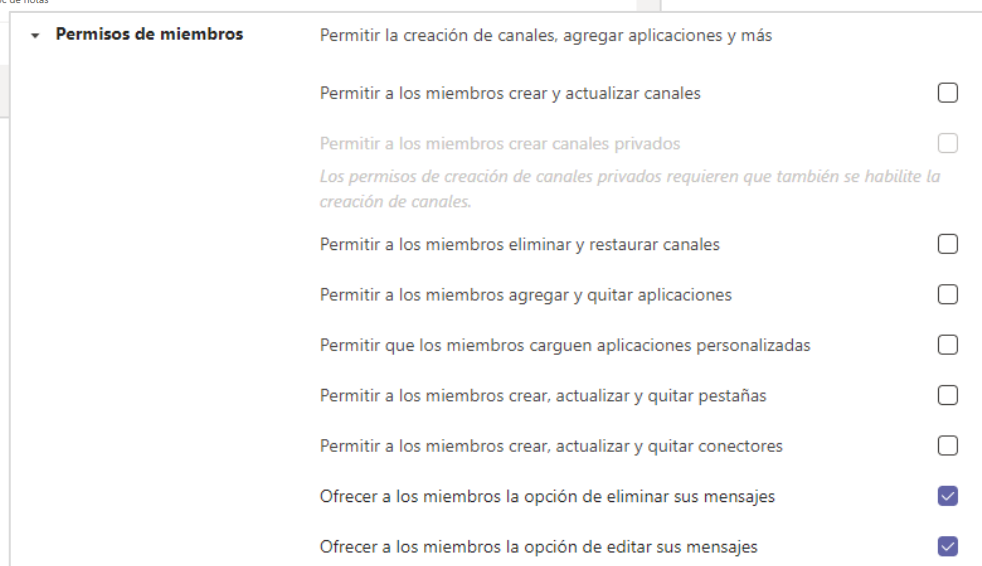 de notas
Permisos de miembros
Permitir la creación de canales, agregar aplicaciones y más
Permitir a los miembros crear y actualizar canales
Permitir a los miembros crear canales privados
Los permisos de creación de canales privados requieren que también se habilite la
creación de canales.
Permitir a los miembros eliminar y restaurar canales
Permitir a los miembros agregar y quitar aplicaciones
Permitir que los miembros carguen aplicaciones personalizadas
Permitir a los miembros crear, actualizar y quitar pestañas
Permitir a los miembros crear, actualizar y quitar conectores
Ofrecer a los miembros la opción de eliminar sus mensajes
Ofrecer a los miembros la opción de editar sus mensajes